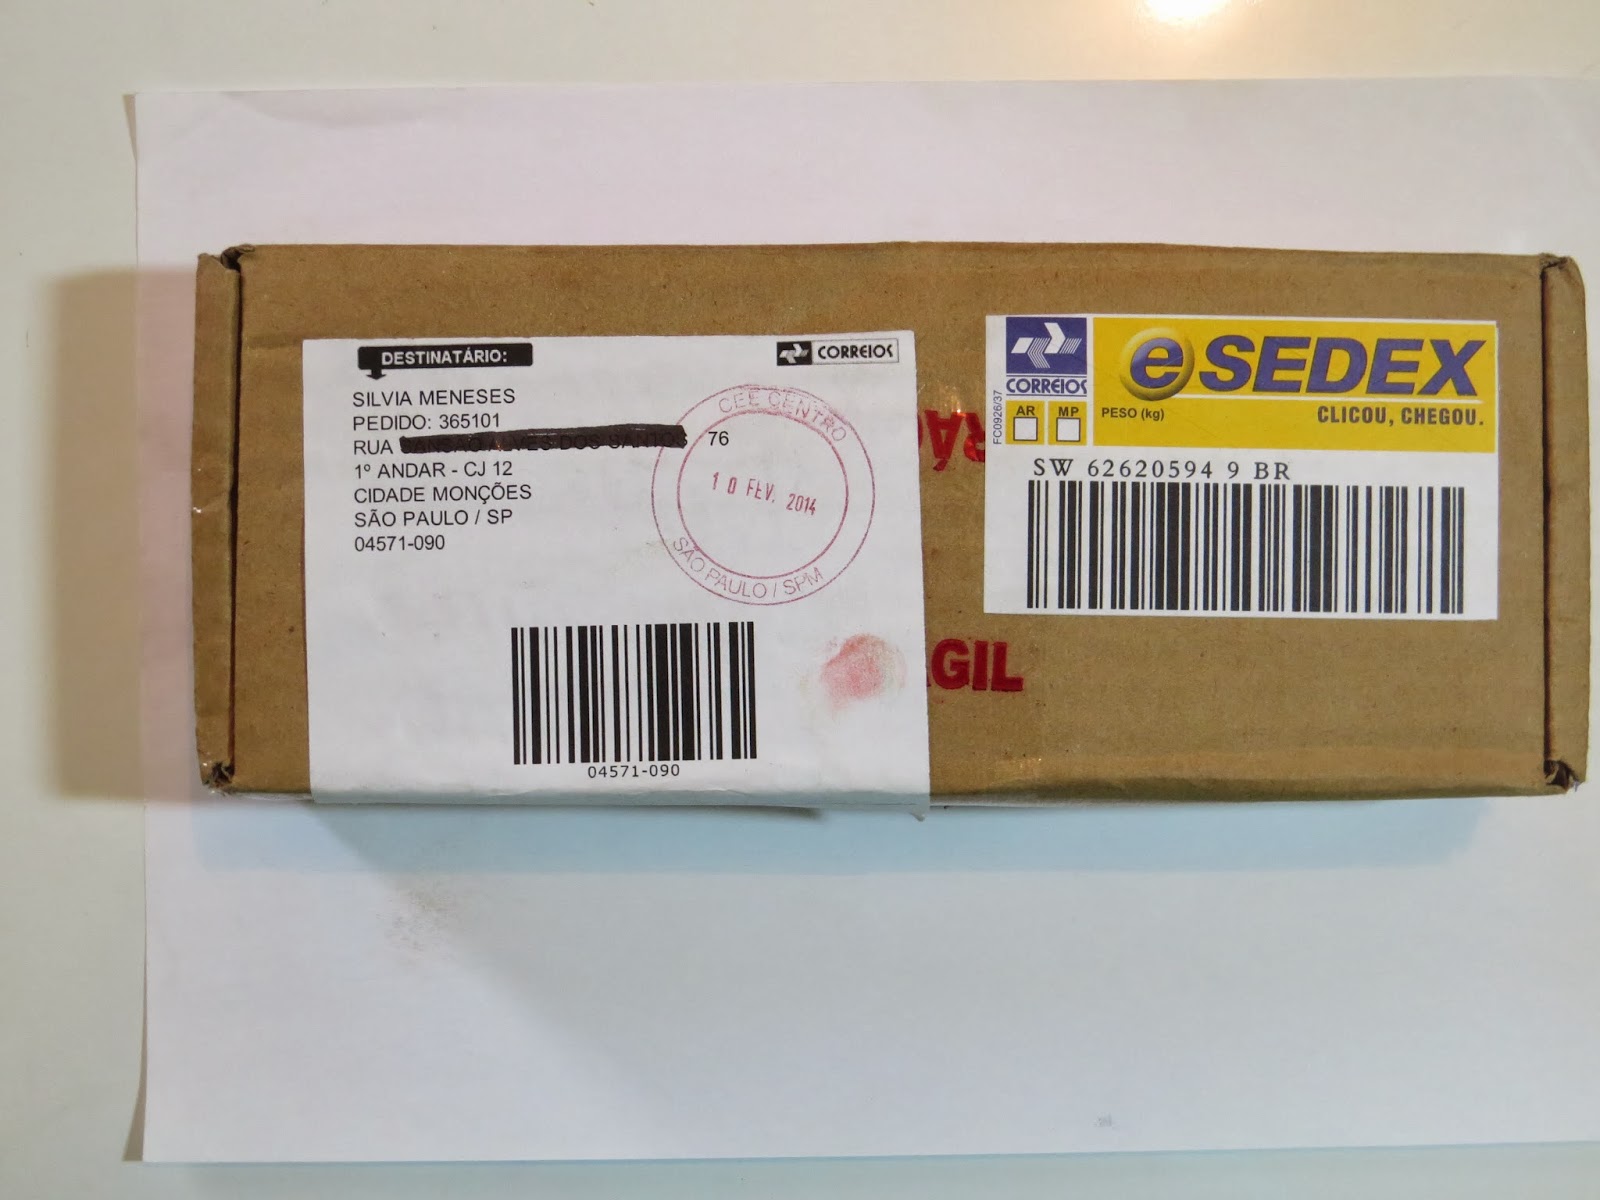 DESTINATÁRIO:
CORREIOS
SILVIA MENESES
PEDIDO: 365101
RUA 76
1º ANDAR - CJ 12
CIDADE MONÇÕES
SÃO PAULO / SP
04571-090
CEE CENTRO
10 FEV. 2014
SÃO PAULO / SPM
04571-090
RÁ
GIL
CORREIOS
e SEDEX
CLICOU, CHEGOU.
FC0926/37
AR MP PESO (kg)
SW 62620594 9 BR